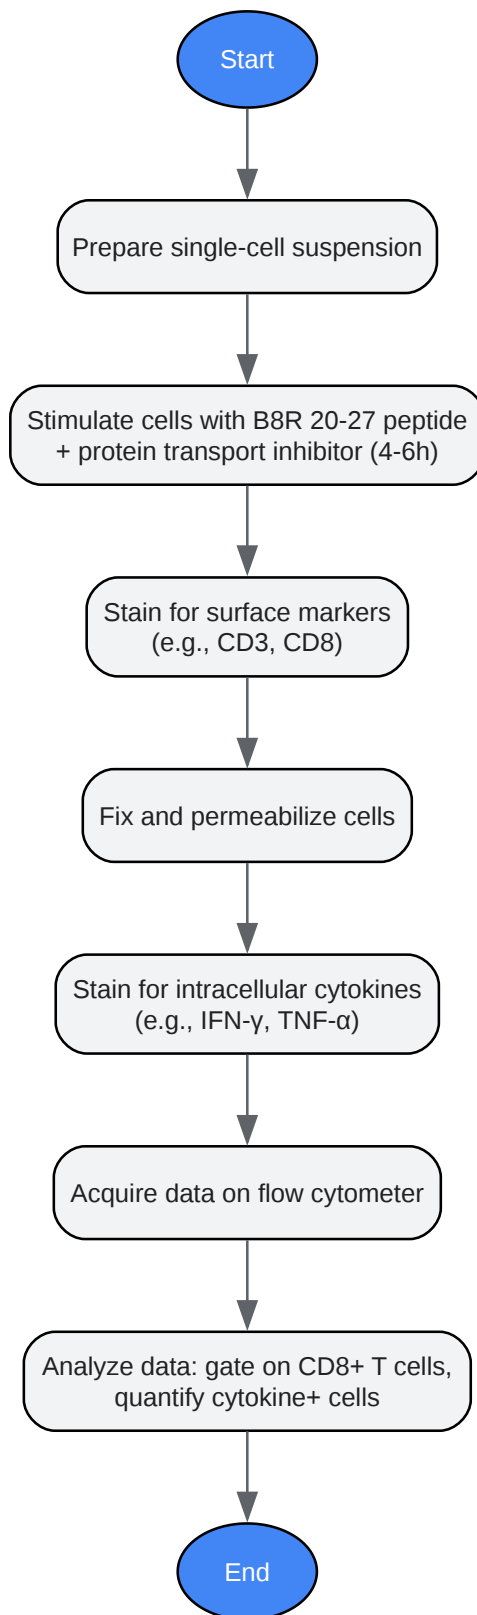 Start
Prepare single-cell suspension
Stimulate cells with B8R 20-27 peptide
+ protein transport inhibitor (4-6h)
Stain for surface markers
(e.g., CD3, CD8)
Fix and permeabilize cells
Stain for intracellular cytokines
(e.g., IFN-γ, TNF-α)
Acquire data on flow cytometer
Analyze data: gate on CD8+ T cells,
quantify cytokine+ cells
End